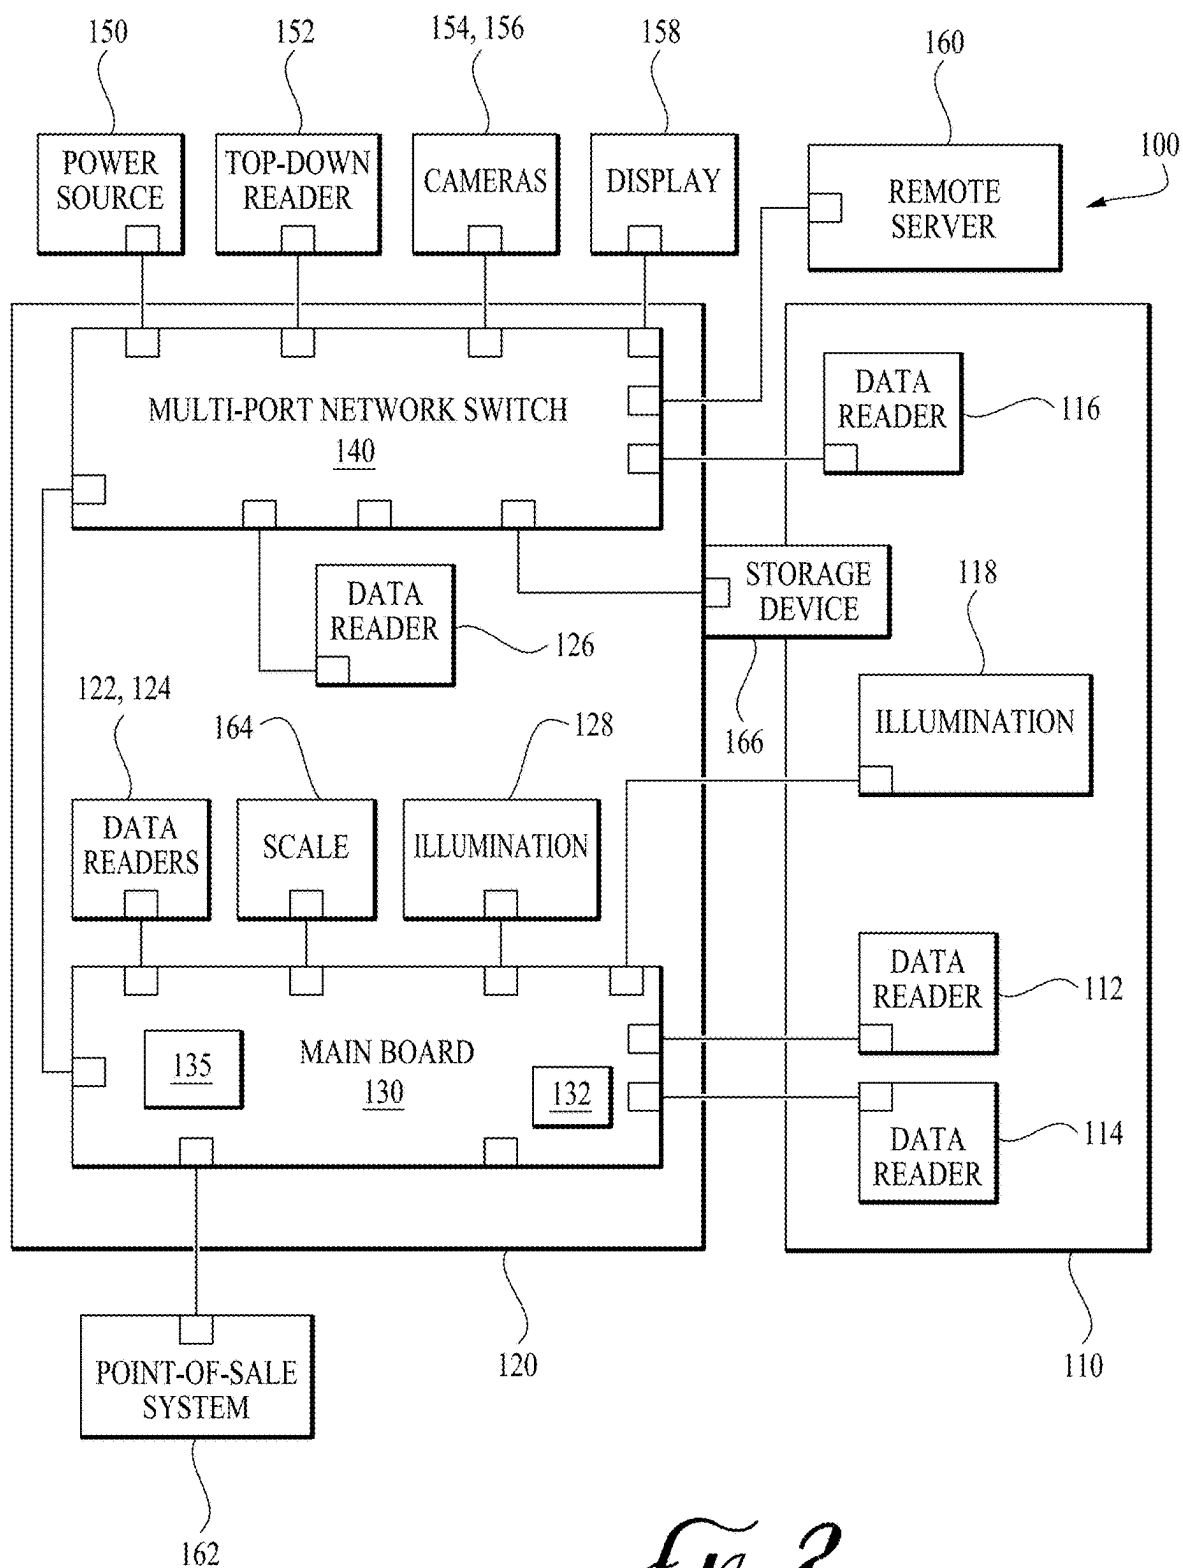 150
152
154, 156
158
160
100
POWER
SOURCE
TOP-DOWN
READER
CAMERAS
DISPLAY
REMOTE
SERVER
MULTI-PORT NETWORK SWITCH
140
DATA
READER
116
STORAGE
DEVICE
166
DATA
READER
126
118
ILLUMINATION
122, 124
164
128
DATA
READERS
SCALE
ILLUMINATION
MAIN BOARD
130
135
132
DATA
READER
112
DATA
READER
114
120
110
POINT-OF-SALE
SYSTEM
162